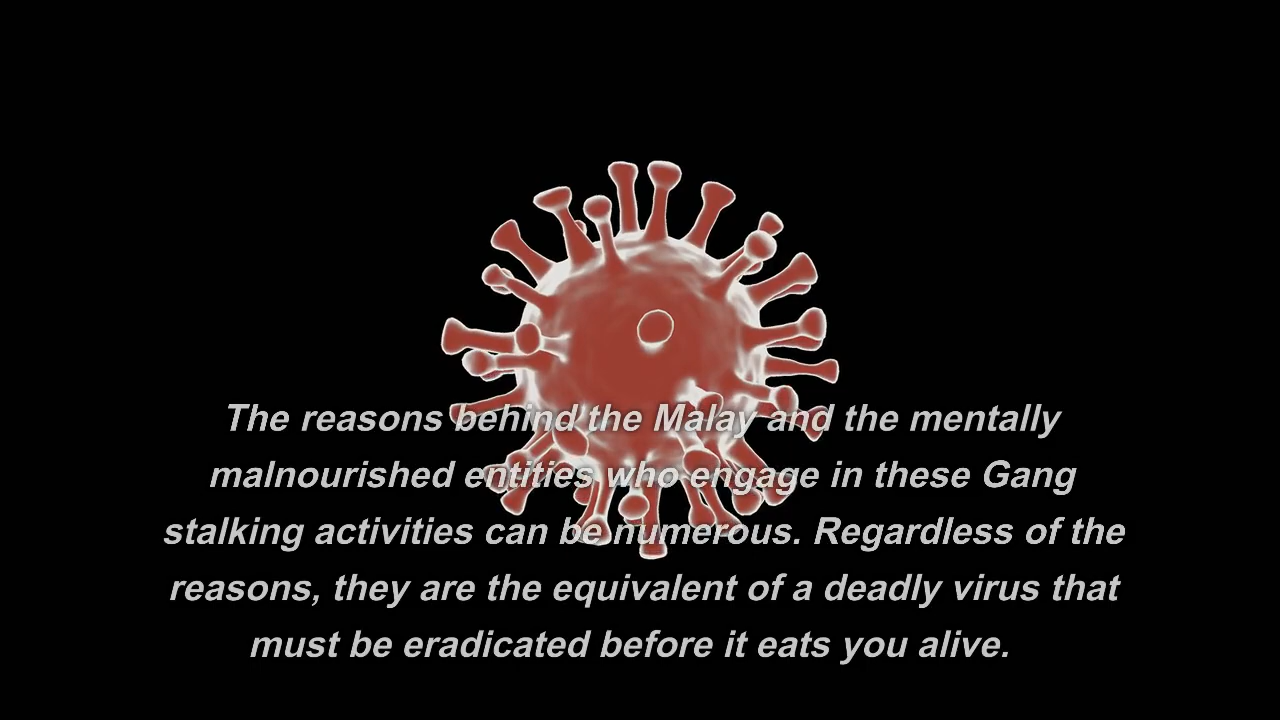 The reasons behind the Malay and the mentally
malnourished entities who engage in these Gang
stalking activities can be numerous. Regardless of the
reasons, they are the equivalent of a deadly virus that
must be eradicated before it eats you alive.